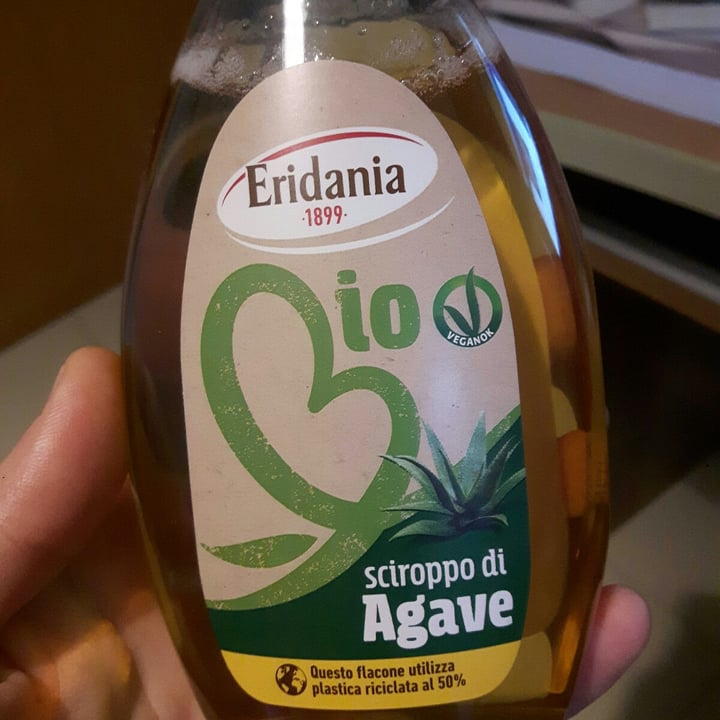 Eridania
·1899·
Bio
VEGANOK
sciroppo di
Agave
Questo flacone utilizza
plastica riciclata al 50%